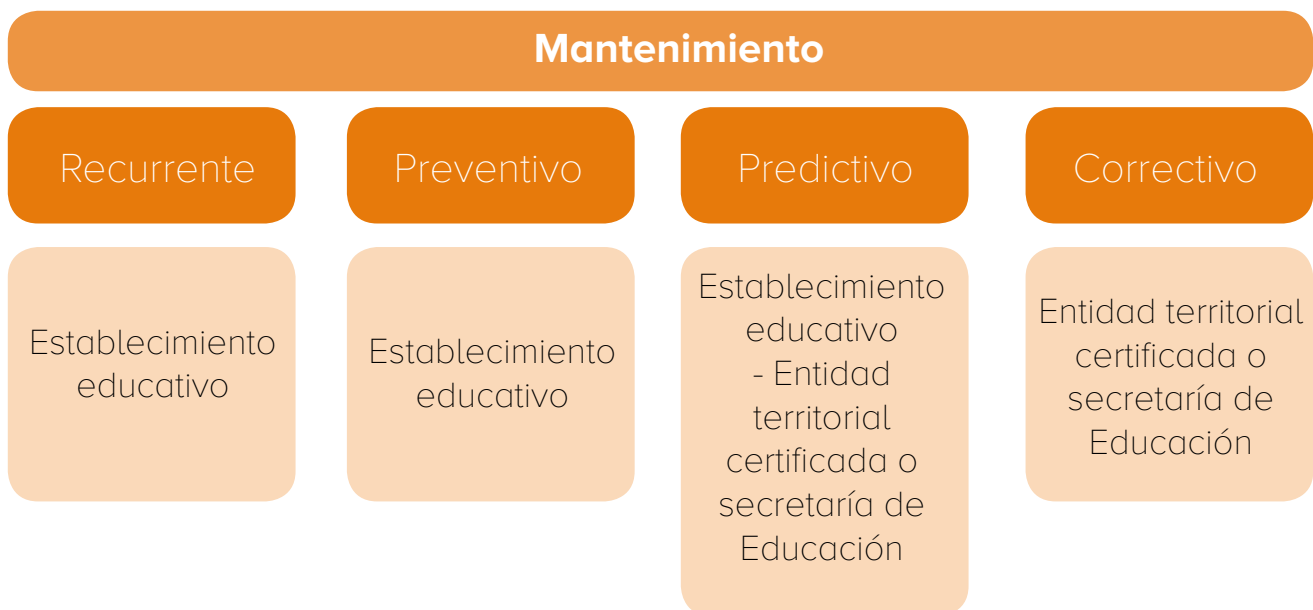 Mantenimiento
Recurrente
Preventivo
Predictivo
Correctivo
Establecimiento
educativo
Establecimiento
educativo
Establecimiento
educativo
- Entidad
territorial
certificada o
secretaría de
Educación
Entidad territorial
certificada o
secretaría de
Educación